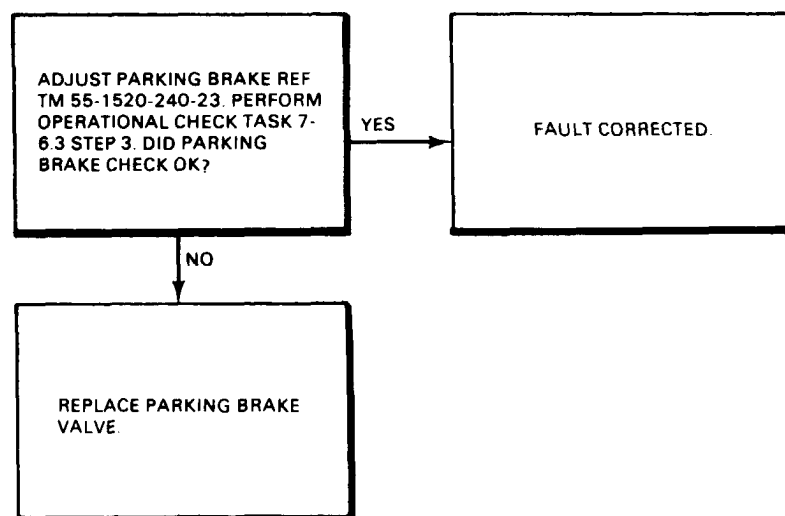 ADJUST PARKING BRAKE REF
TM 55-1520-240-23. PERFORM
OPERATIONAL CHECK TASK 7-
6.3 STEP 3. DID PARKING
BRAKE CHECK OK?
YES
FAULT CORRECTED.
NO
REPLACE PARKING BRAKE
VALVE.